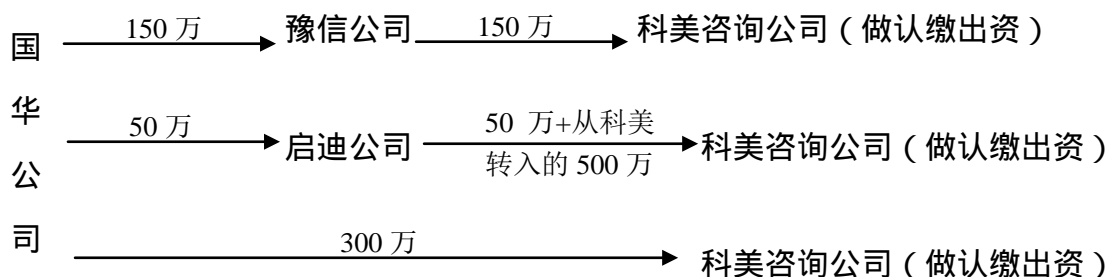 国华公司
150 万 豫信公司 150 万 科美咨询公司（做认缴出资）
50 万 启迪公司 50 万+从科美转入的 500 万 科美咨询公司（做认缴出资）
300 万 科美咨询公司（做认缴出资）